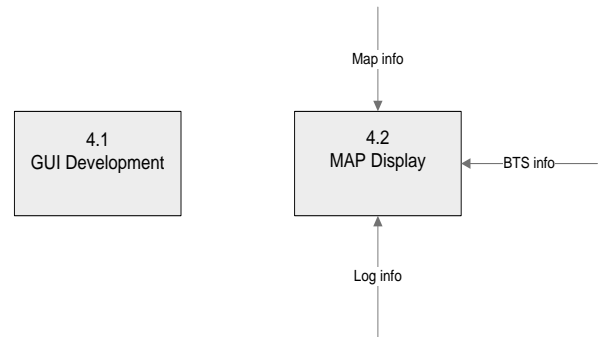 Map info
4.1
GUI Development
4.2
MAP Display
BTS info
Log info